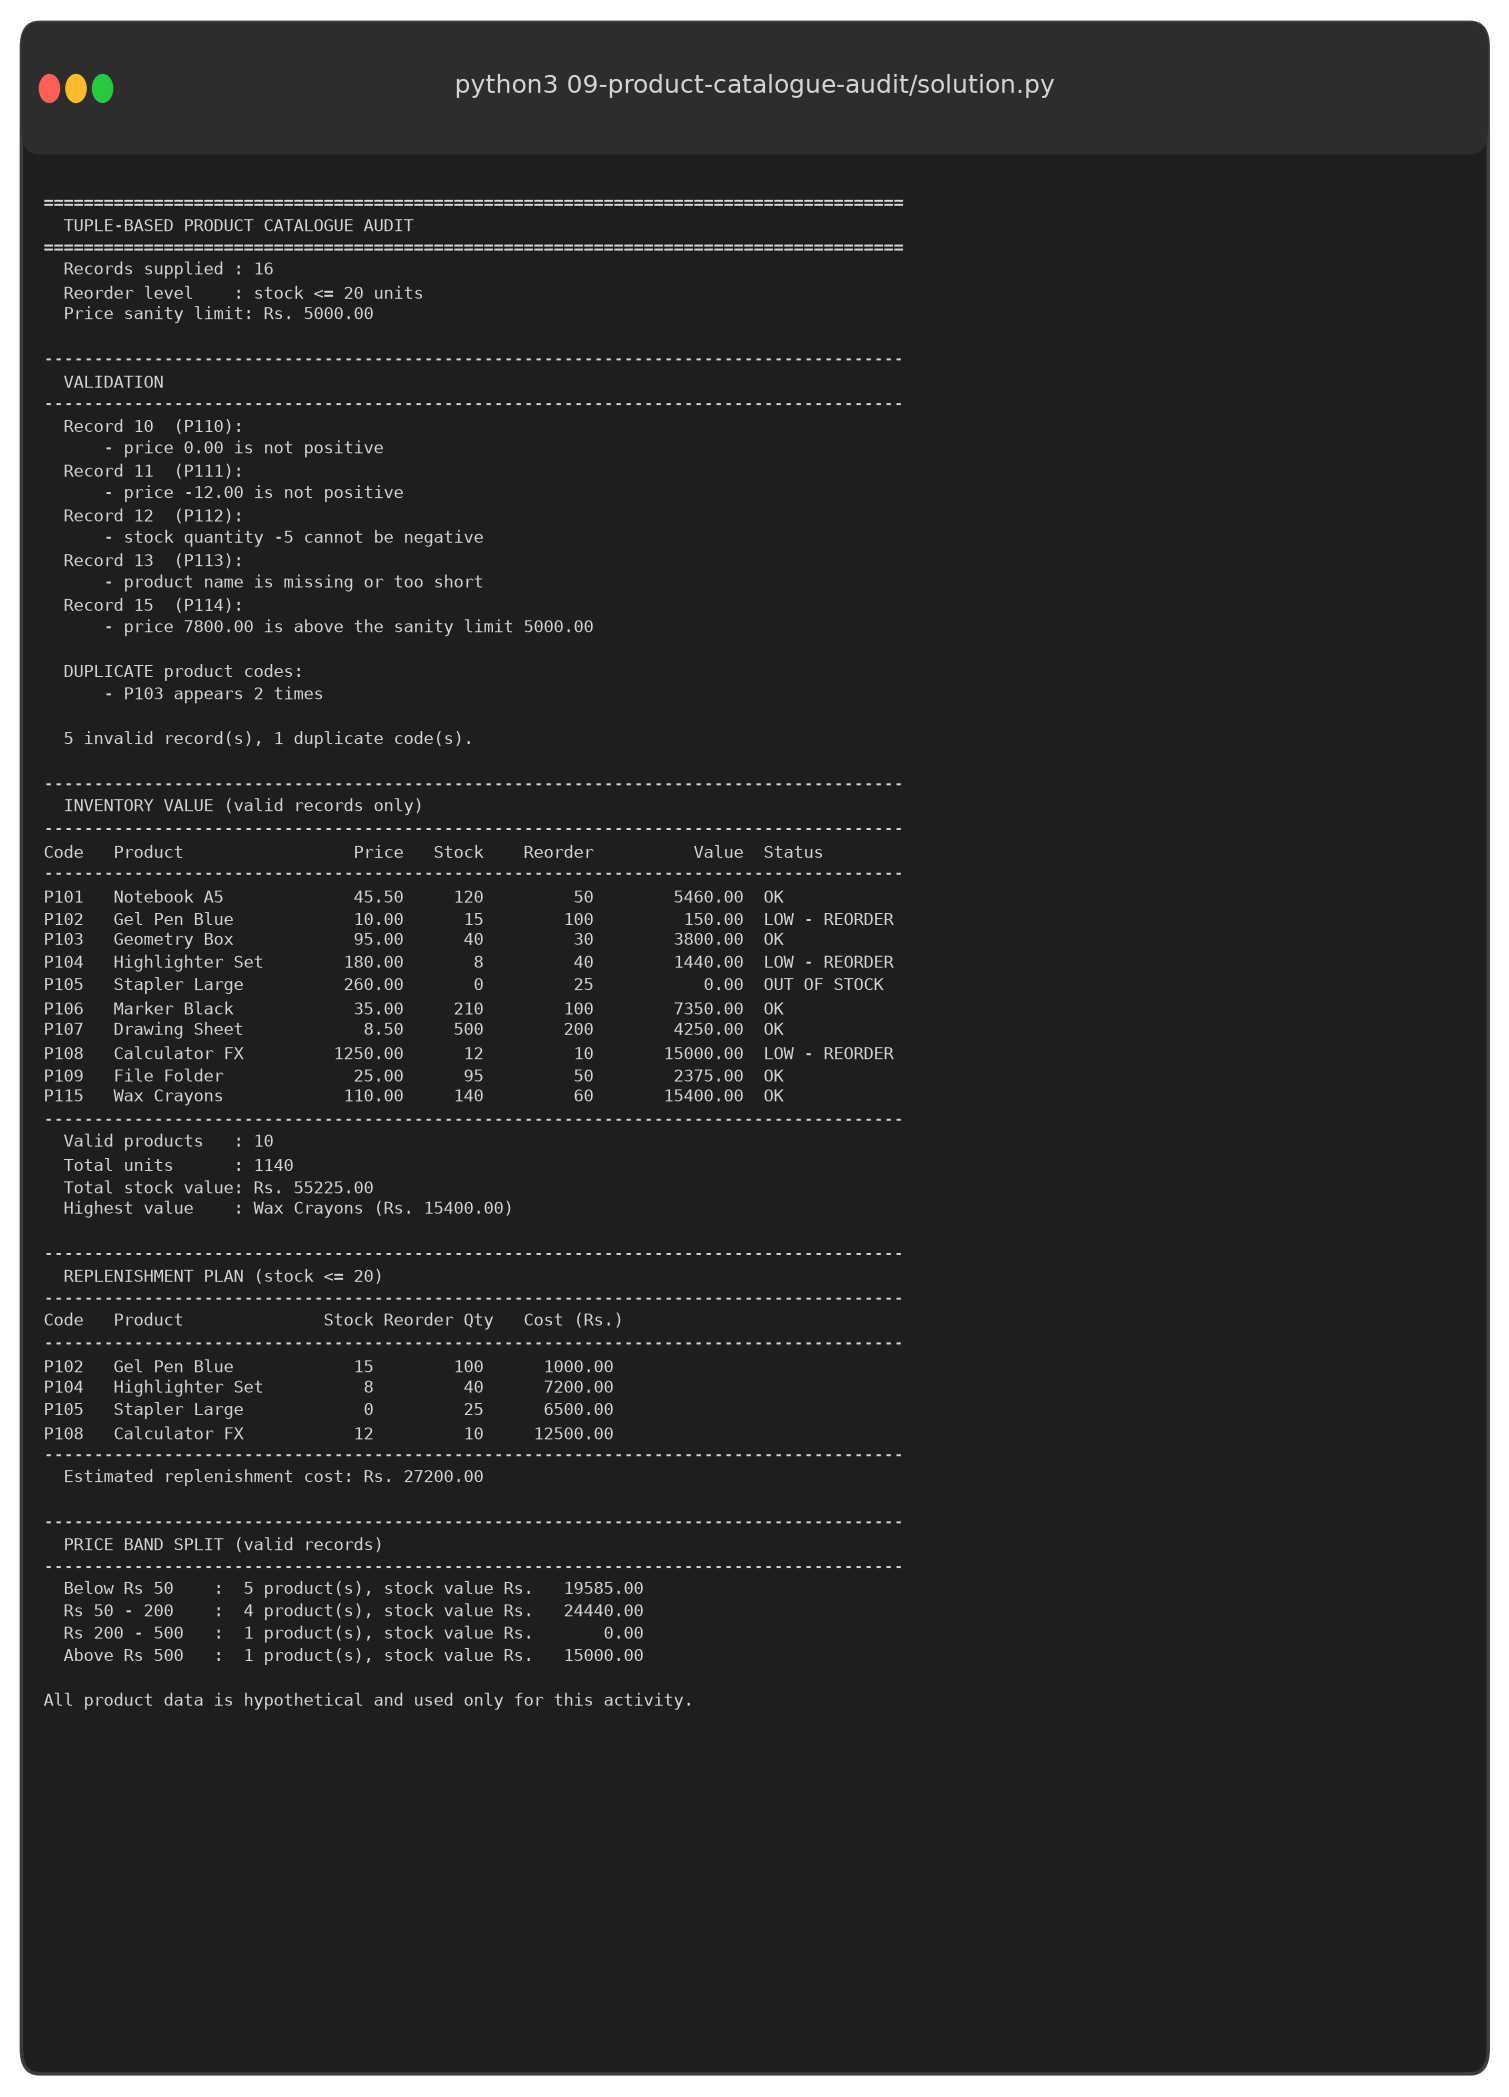 python3 09-product-catalogue-audit/solution.py
======================================================================================
  TUPLE-BASED PRODUCT CATALOGUE AUDIT
======================================================================================
  Records supplied : 16
  Reorder level    : stock <= 20 units
  Price sanity limit: Rs. 5000.00
--------------------------------------------------------------------------------------
  VALIDATION
--------------------------------------------------------------------------------------
  Record 10  (P110):
      - price 0.00 is not positive
  Record 11  (P111):
      - price -12.00 is not positive
  Record 12  (P112):
      - stock quantity -5 cannot be negative
  Record 13  (P113):
      - product name is missing or too short
  Record 15  (P114):
      - price 7800.00 is above the sanity limit 5000.00
  DUPLICATE product codes:
      - P103 appears 2 times
  5 invalid record(s), 1 duplicate code(s).
--------------------------------------------------------------------------------------
  INVENTORY VALUE (valid records only)
--------------------------------------------------------------------------------------
Code   Product                 Price   Stock    Reorder          Value  Status
--------------------------------------------------------------------------------------
P101   Notebook A5             45.50     120         50        5460.00  OK
P102   Gel Pen Blue            10.00      15        100         150.00  LOW - REORDER
P103   Geometry Box            95.00      40         30        3800.00  OK
P104   Highlighter Set        180.00       8         40        1440.00  LOW - REORDER
P105   Stapler Large          260.00       0         25           0.00  OUT OF STOCK
P106   Marker Black            35.00     210        100        7350.00  OK
P107   Drawing Sheet            8.50     500        200        4250.00  OK
P108   Calculator FX         1250.00      12         10       15000.00  LOW - REORDER
P109   File Folder             25.00      95         50        2375.00  OK
P115   Wax Crayons            110.00     140         60       15400.00  OK
--------------------------------------------------------------------------------------
  Valid products   : 10
  Total units      : 1140
  Total stock value: Rs. 55225.00
  Highest value    : Wax Crayons (Rs. 15400.00)
--------------------------------------------------------------------------------------
  REPLENISHMENT PLAN (stock <= 20)
--------------------------------------------------------------------------------------
Code   Product              Stock Reorder Qty   Cost (Rs.)
--------------------------------------------------------------------------------------
P102   Gel Pen Blue            15        100      1000.00
P104   Highlighter Set          8         40      7200.00
P105   Stapler Large            0         25      6500.00
P108   Calculator FX           12         10     12500.00
--------------------------------------------------------------------------------------
  Estimated replenishment cost: Rs. 27200.00
--------------------------------------------------------------------------------------
  PRICE BAND SPLIT (valid records)
--------------------------------------------------------------------------------------
  Below Rs 50    :  5 product(s), stock value Rs.   19585.00
  Rs 50 - 200    :  4 product(s), stock value Rs.   24440.00
  Rs 200 - 500   :  1 product(s), stock value Rs.       0.00
  Above Rs 500   :  1 product(s), stock value Rs.   15000.00
All product data is hypothetical and used only for this activity.